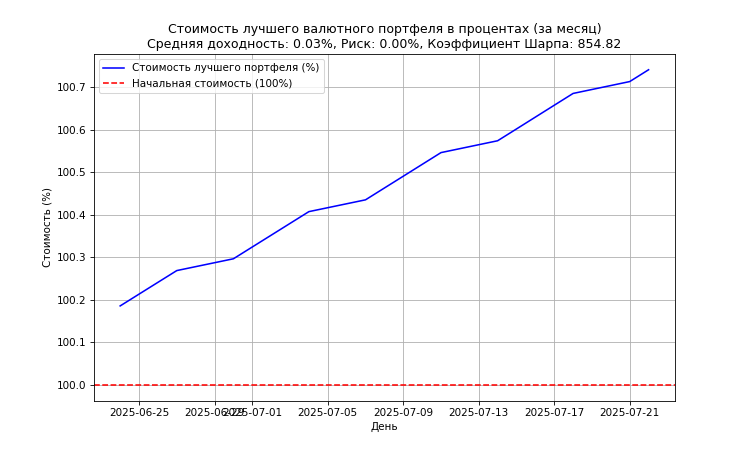 Стоимость лучшего валютного портфеля в процентах (за месяц)
Средняя доходность: 0.03%, Риск: 0.00%, Коэффициент Шарпа: 854.82
Стоимость лучшего портфеля (%)
Начальная стоимость (100%)
Стоимость (%)
100.7
100.6
100.5
100.4
100.3
100.2
100.1
100.0
2025-06-25 2025-06-29 2025-07-01 2025-07-05 2025-07-09 2025-07-13 2025-07-17 2025-07-21
День